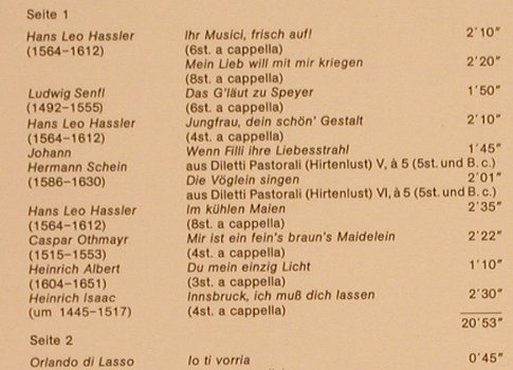 Seite 1
Hans Leo Hassler Ihr Musici, frisch auf! 2'10"
(1564–1612) (6st. a cappella)
Mein Lieb will mit mir kriegen 2'20"
(8st. a cappella)
Ludwig Senfl Das G'läut zu Speyer 1'50"
(1492–1555) (6st. a cappella)
Hans Leo Hassler Jungfrau, dein schön' Gestalt 2'10"
(1564–1612) (4st. a cappella)
Johann Wenn Filli ihre Liebesstrahl 1'45"
Hermann Schein aus Diletti Pastorali (Hirtenlust) V, à 5 (5st. und B. c.)
(1586–1630) Die Vöglein singen 2'01"
aus Diletti Pastorali (Hirtenlust) VI, à 5 (5st. und B. c.)
Hans Leo Hassler Im kühlen Maien 2'35"
(1564–1612) (8st. a cappella)
Caspar Othmayr Mir ist ein fein's braun's Maidelein 2'22"
(1515–1553) (4st. a cappella)
Heinrich Albert Du mein einzig Licht 1'10"
(1604–1651) (3st. a cappella)
Heinrich Isaac Innsbruck, ich muß dich lassen 2'30"
(um 1445–1517) (4st. a cappella)
20'53"
Seite 2
Orlando di Lasso Io ti vorria 0'45"